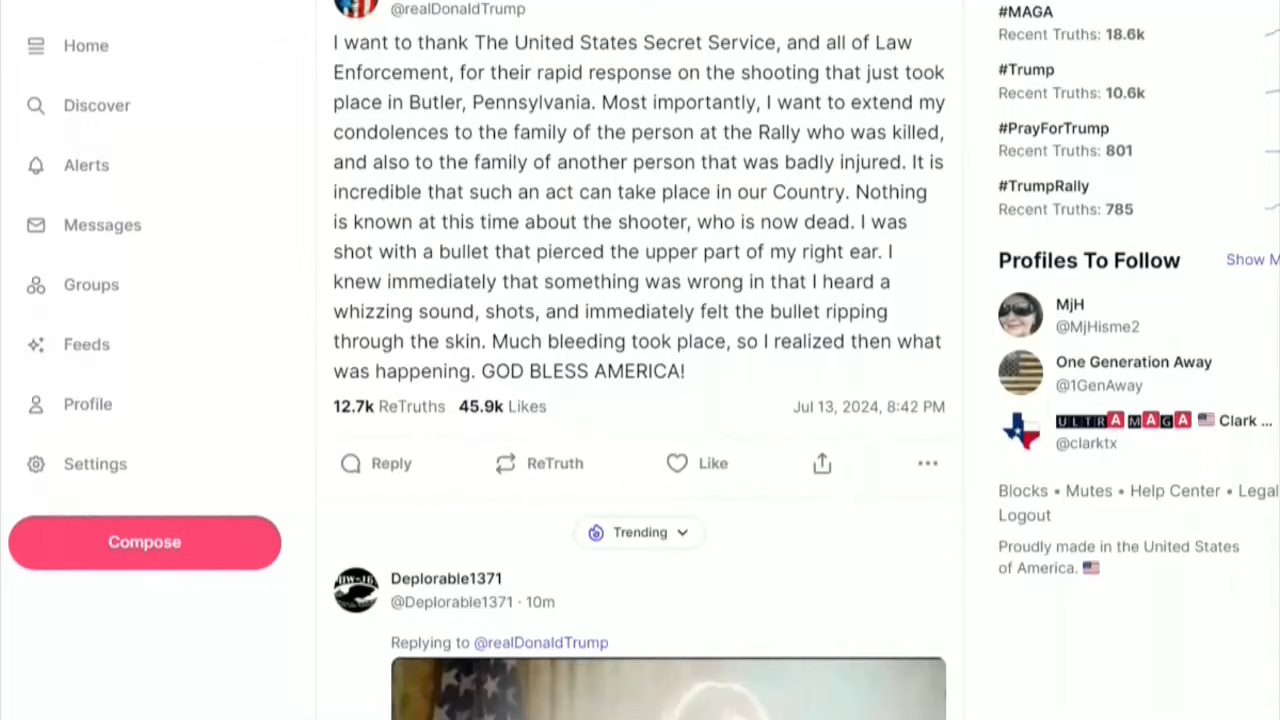 Home
Discover
Alerts
Messages
Groups
Feeds
Profile
Settings
Compose
@realDonaldTrump
I want to thank The United States Secret Service, and all of Law
Enforcement, for their rapid response on the shooting that just took
place in Butler, Pennsylvania. Most importantly, I want to extend my
condolences to the family of the person at the Rally who was killed,
and also to the family of another person that was badly injured. It is
incredible that such an act can take place in our Country. Nothing
is known at this time about the shooter, who is now dead. I was
shot with a bullet that pierced the upper part of my right ear. I
knew immediately that something was wrong in that I heard a
whizzing sound, shots, and immediately felt the bullet ripping
through the skin. Much bleeding took place, so I realized then what
was happening. GOD BLESS AMERICA!
12.7k ReTruths 45.9k Likes Jul 13, 2024, 8:42 PM
Reply ReTruth Like
Trending
Deplorable1371
@Deplorable1371 · 10m
Replying to @realDonaldTrump
#MAGA
Recent Truths: 18.6k
#Trump
Recent Truths: 10.6k
#PrayForTrump
Recent Truths: 801
#TrumpRally
Recent Truths: 785
Profiles To Follow Show M
MjH
@MjHisme2
One Generation Away
@1GenAway
ULTRA MAGA 🇺🇸 Clark ...
@clarktx
Blocks • Mutes • Help Center • Legal
Logout
Proudly made in the United States
of America. 🇺🇸